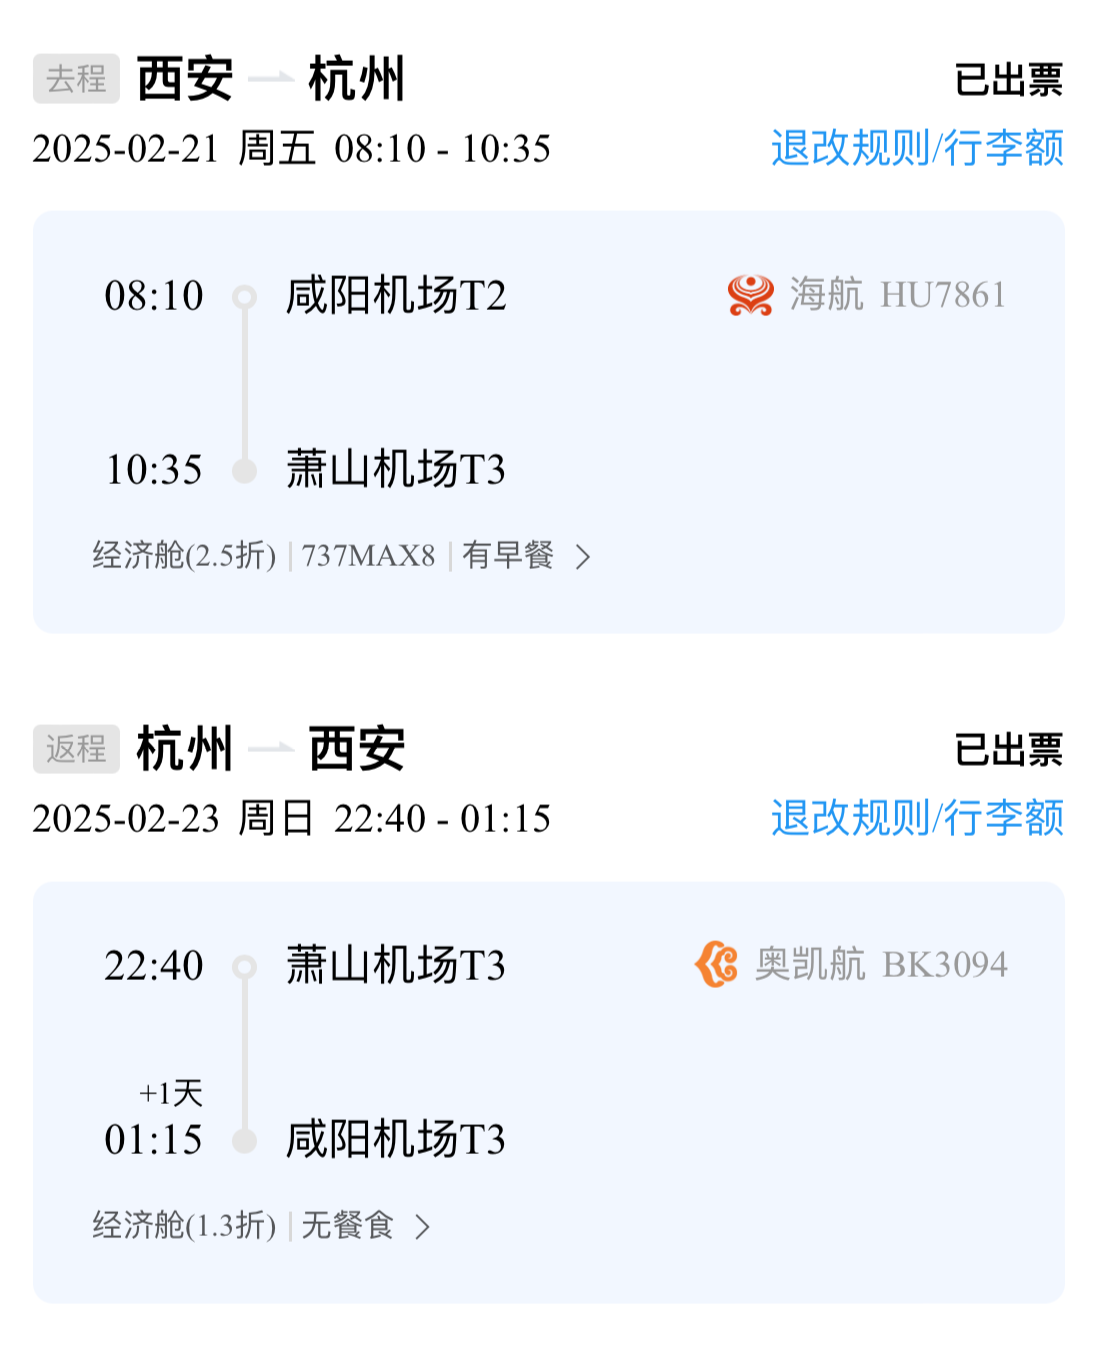 去程 西安 杭州 已出票
2025-02-21 周五 08:10 - 10:35 退改规则/行李额
08:10 咸阳机场T2 海航 HU7861
10:35 萧山机场T3
经济舱(2.5折) | 737MAX8 | 有早餐 >
返程 杭州 西安 已出票
2025-02-23 周日 22:40 - 01:15 退改规则/行李额
22:40 萧山机场T3 奥凯航 BK3094
+1天
01:15 咸阳机场T3
经济舱(1.3折) | 无餐食 >